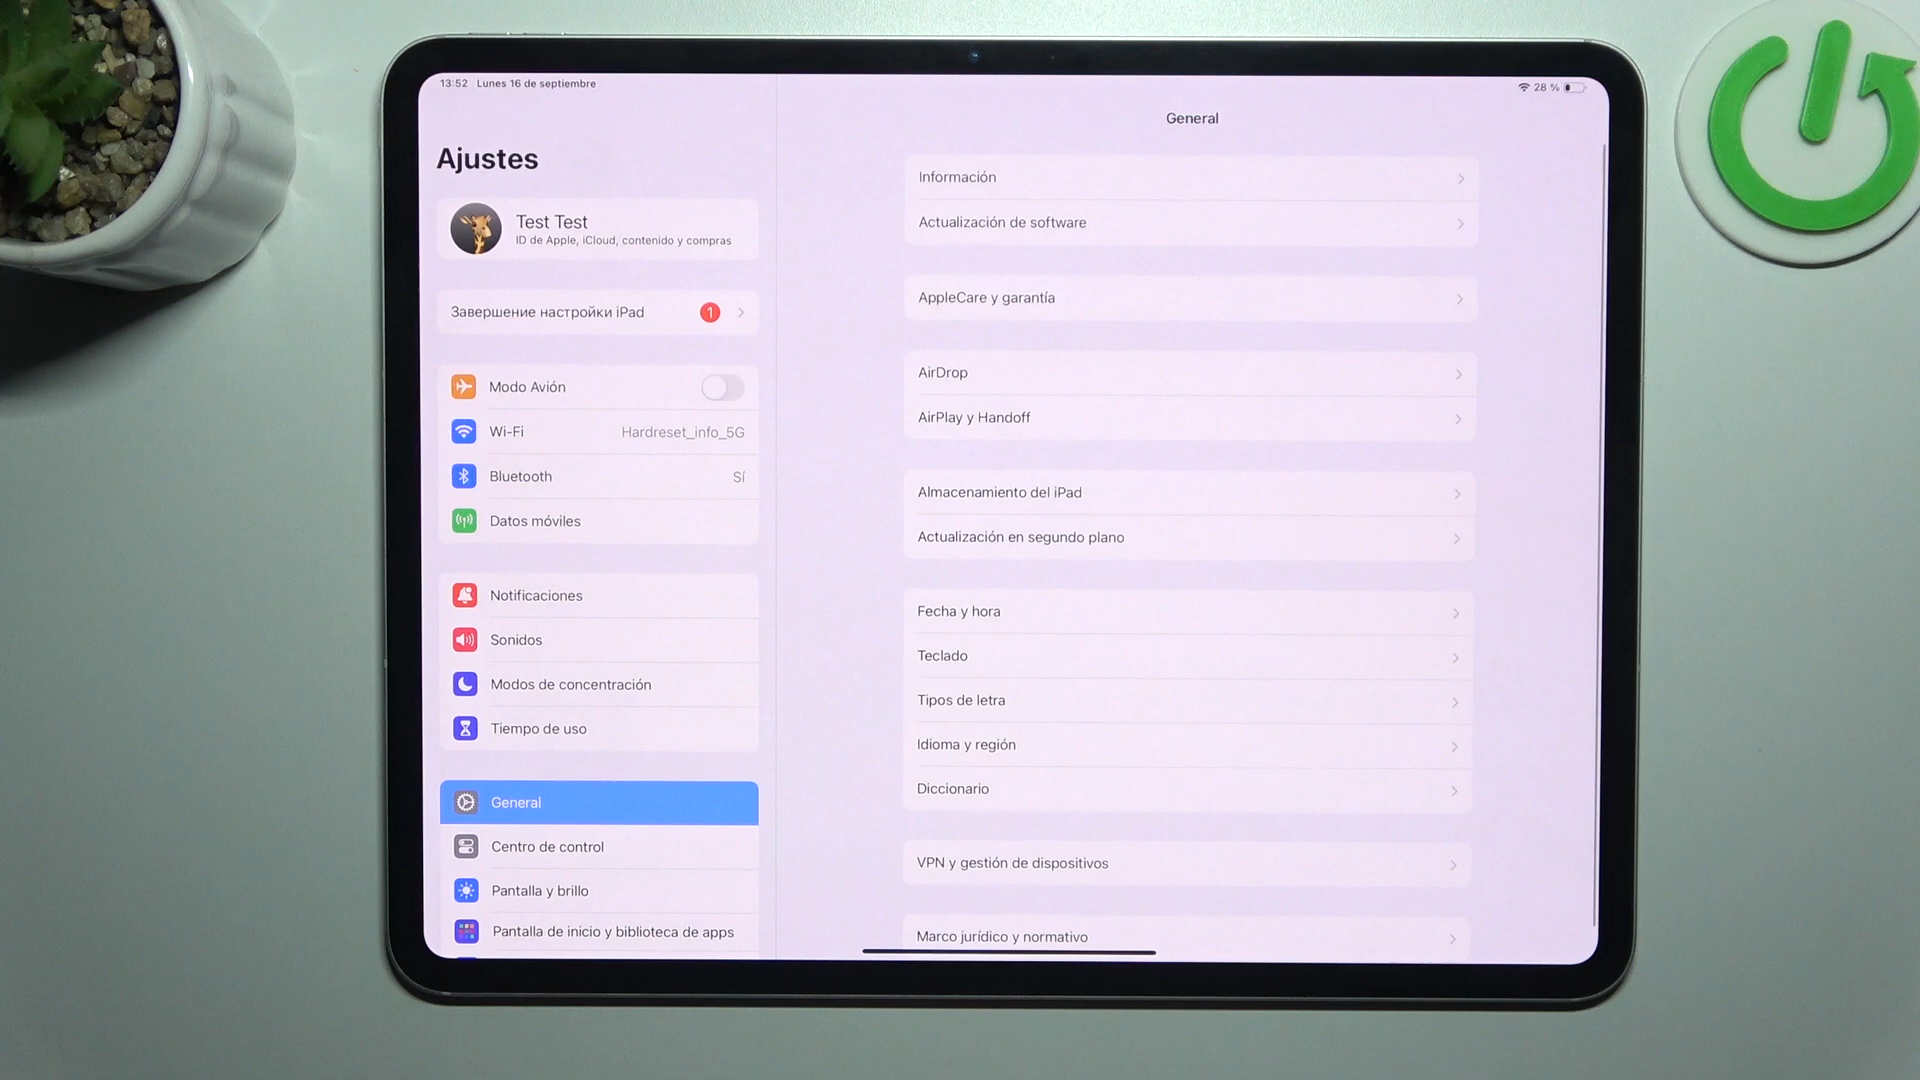 13:52 Lunes 16 de septiembre
28 %
Ajustes
Test Test
ID de Apple, iCloud, contenido y compras
Завершение настройки iPad 1
Modo Avión
Wi-Fi Hardreset_info_5G
Bluetooth Sí
Datos móviles
Notificaciones
Sonidos
Modos de concentración
Tiempo de uso
General
Centro de control
Pantalla y brillo
Pantalla de inicio y biblioteca de apps
General
Información
Actualización de software
AppleCare y garantía
AirDrop
AirPlay y Handoff
Almacenamiento del iPad
Actualización en segundo plano
Fecha y hora
Teclado
Tipos de letra
Idioma y región
Diccionario
VPN y gestión de dispositivos
Marco jurídico y normativo